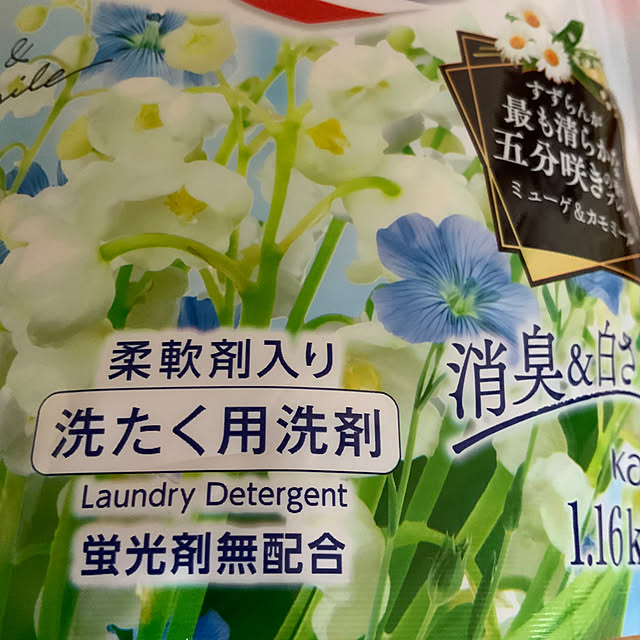 &
すずらんが
最も清らかな
五分咲きの
ミューゲ&カモミ
柔軟剤入り
洗たく用洗剤
Laundry Detergent
蛍光剤無配合
消臭&白さ
Ka
1.16k